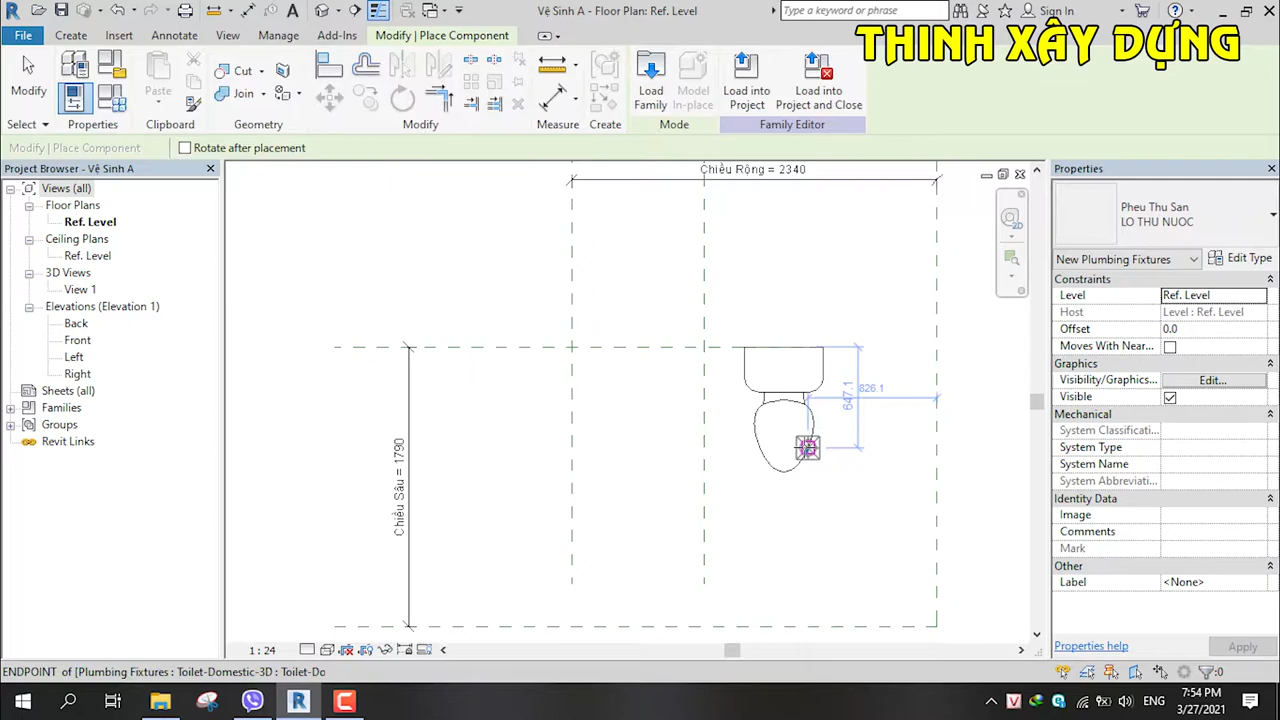 Vệ Sinh A - Floor Plan: Ref. Level
Type a keyword or phrase
Sign In
THINH XÂY DỰNG
File
Create
Insert
Annotate
View
Manage
Add-Ins
Modify | Place Component
Modify
Paste
Cut
Join
Load
Family
Model
In-place
Load into
Project
Load into
Project and Close
Select
Properties
Clipboard
Geometry
Modify
Measure
Create
Mode
Family Editor
Modify | Place Component
Rotate after placement
Project Browser - Vệ Sinh A
Views (all)
Floor Plans
Ref. Level
Ceiling Plans
Ref. Level
3D Views
View 1
Elevations (Elevation 1)
Back
Front
Left
Right
Sheets (all)
Families
Groups
Revit Links
Chiều Rộng = 2340
Chiều Sâu = 1790
647.1
826.1
2D
Properties
Pheu Thu San
LO THU NUOC
New Plumbing Fixtures
Edit Type
Constraints
Level
Ref. Level
Host
Level : Ref. Level
Offset
0.0
Moves With Near...
Graphics
Visibility/Graphics...
Edit...
Visible
Mechanical
System Classificati...
System Type
System Name
System Abbreviati...
Identity Data
Image
Comments
Mark
Other
Label
<None>
Properties help
Apply
1 : 24
ENDPOINT of [Plumbing Fixtures : Toilet-Domestic-3D : Toilet-Do
:0
ENG
7:54 PM
3/27/2021